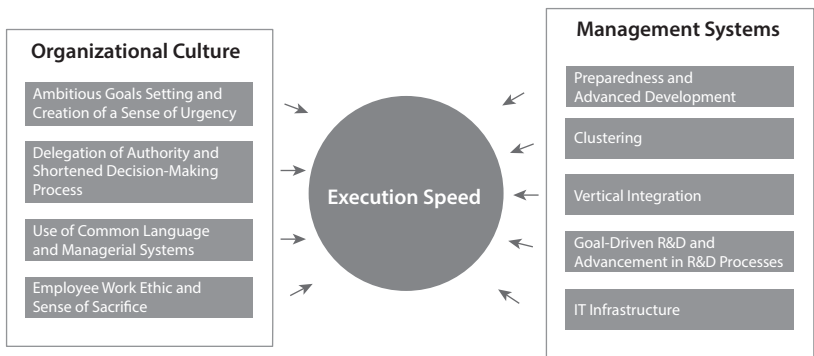 Organizational Culture
Ambitious Goals Setting and
Creation of a Sense of Urgency
Delegation of Authority and
Shortened Decision-Making
Process
Use of Common Language
and Managerial Systems
Employee Work Ethic and
Sense of Sacrifice
Execution Speed
Management Systems
Preparedness and
Advanced Development
Clustering
Vertical Integration
Goal-Driven R&D and
Advancement in R&D Processes
IT Infrastructure